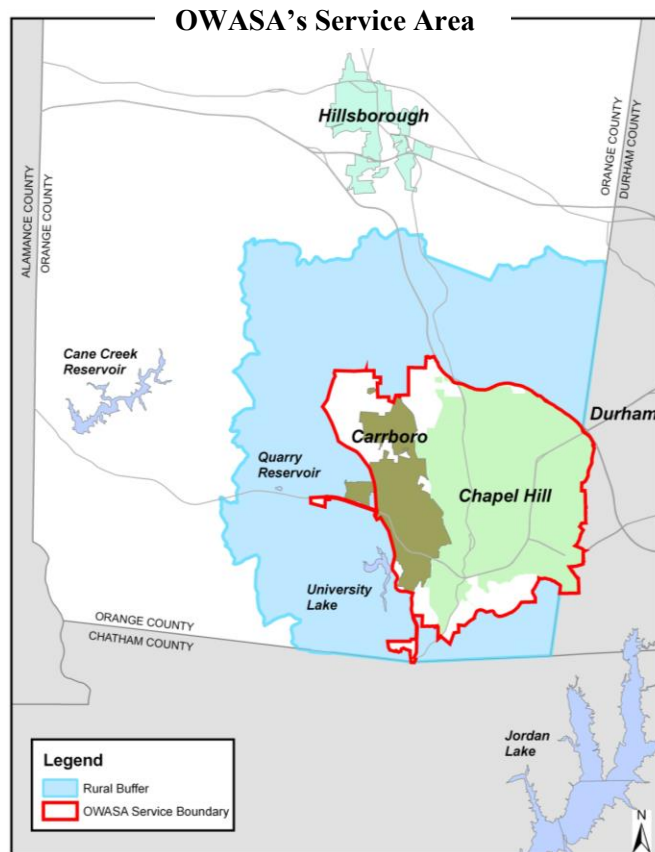 OWASA's Service Area
Hillsborough
ALAMANCE COUNTY
ORANGE COUNTY
ORANGE COUNTY
DURHAM COUNTY
Cane Creek
Reservoir
Durham
Carrboro
Quarry
Reservoir
Chapel Hill
University
Lake
ORANGE COUNTY
CHATHAM COUNTY
Jordan
Lake
Legend
Rural Buffer
OWASA Service Boundary
N